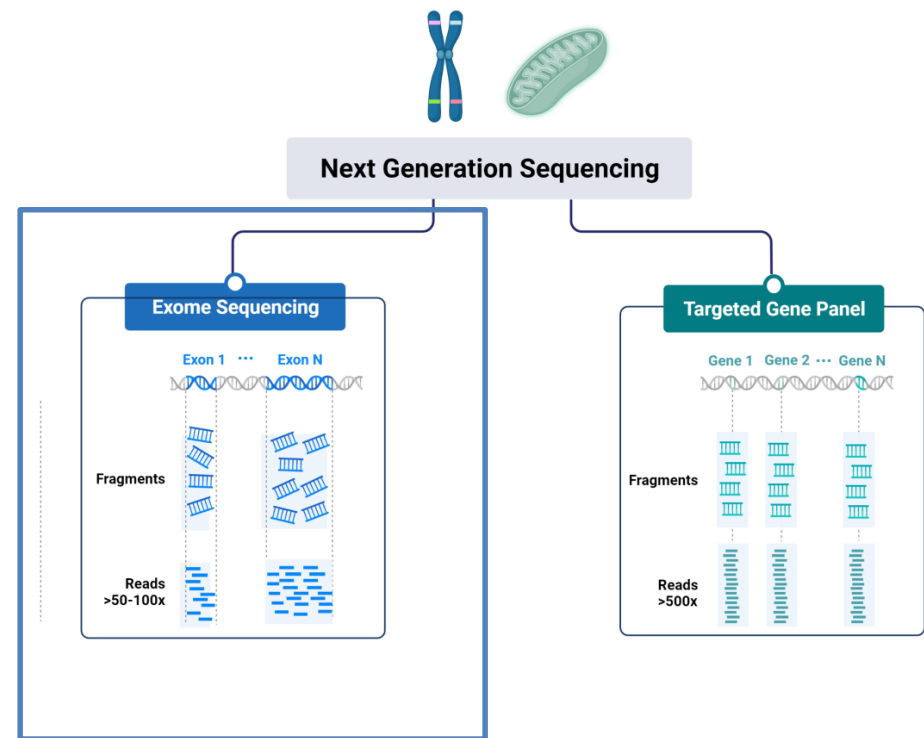 Next Generation Sequencing
Exome Sequencing
Exon 1 ··· Exon N
Fragments
Reads
>50-100x
Targeted Gene Panel
Gene 1 Gene 2 ··· Gene N
Fragments
Reads
>500x